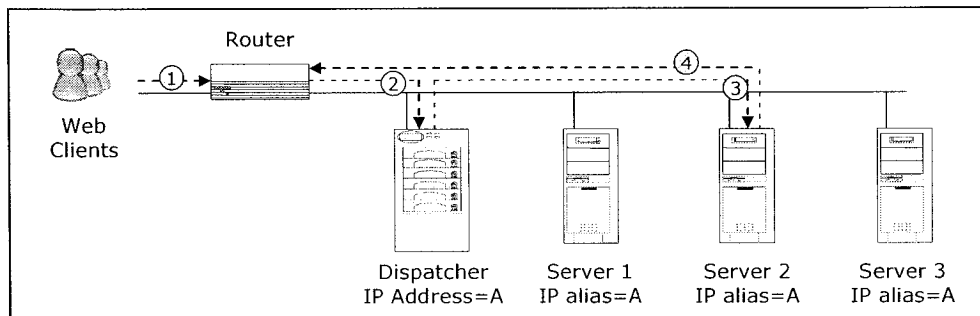 Router
1
2
4
3
Web
Clients
Dispatcher
IP Address=A
Server 1
IP alias=A
Server 2
IP alias=A
Server 3
IP alias=A